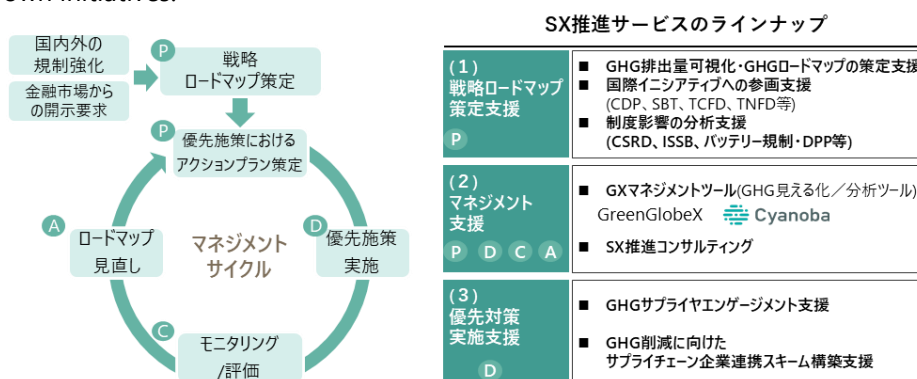 own initiatives.
国内外の
規制強化
金融市場から
の開示要求
P
戦略
ロードマップ策定
P
優先施策における
アクションプラン策定
A
ロードマップ
見直し
マネジメント
サイクル
D
優先施策
実施
C
モニタリング
/評価
SX推進サービスのラインナップ
(1)
戦略ロードマップ
策定支援
P
■ GHG排出量可視化・GHGロードマップの策定支援
■ 国際イニシアティブへの参画支援
(CDP、SBT、TCFD、TNFD等)
■ 制度影響の分析支援
(CSRD、ISSB、バッテリー規制・DPP等)
(2)
マネジメント
支援
P D C A
■ GXマネジメントツール(GHG見える化／分析ツール)
GreenGlobeX Cyanoba
■ SX推進コンサルティング
(3)
優先対策
実施支援
D
■ GHGサプライヤエンゲージメント支援
■ GHG削減に向けた
サプライチェーン企業連携スキーム構築支援